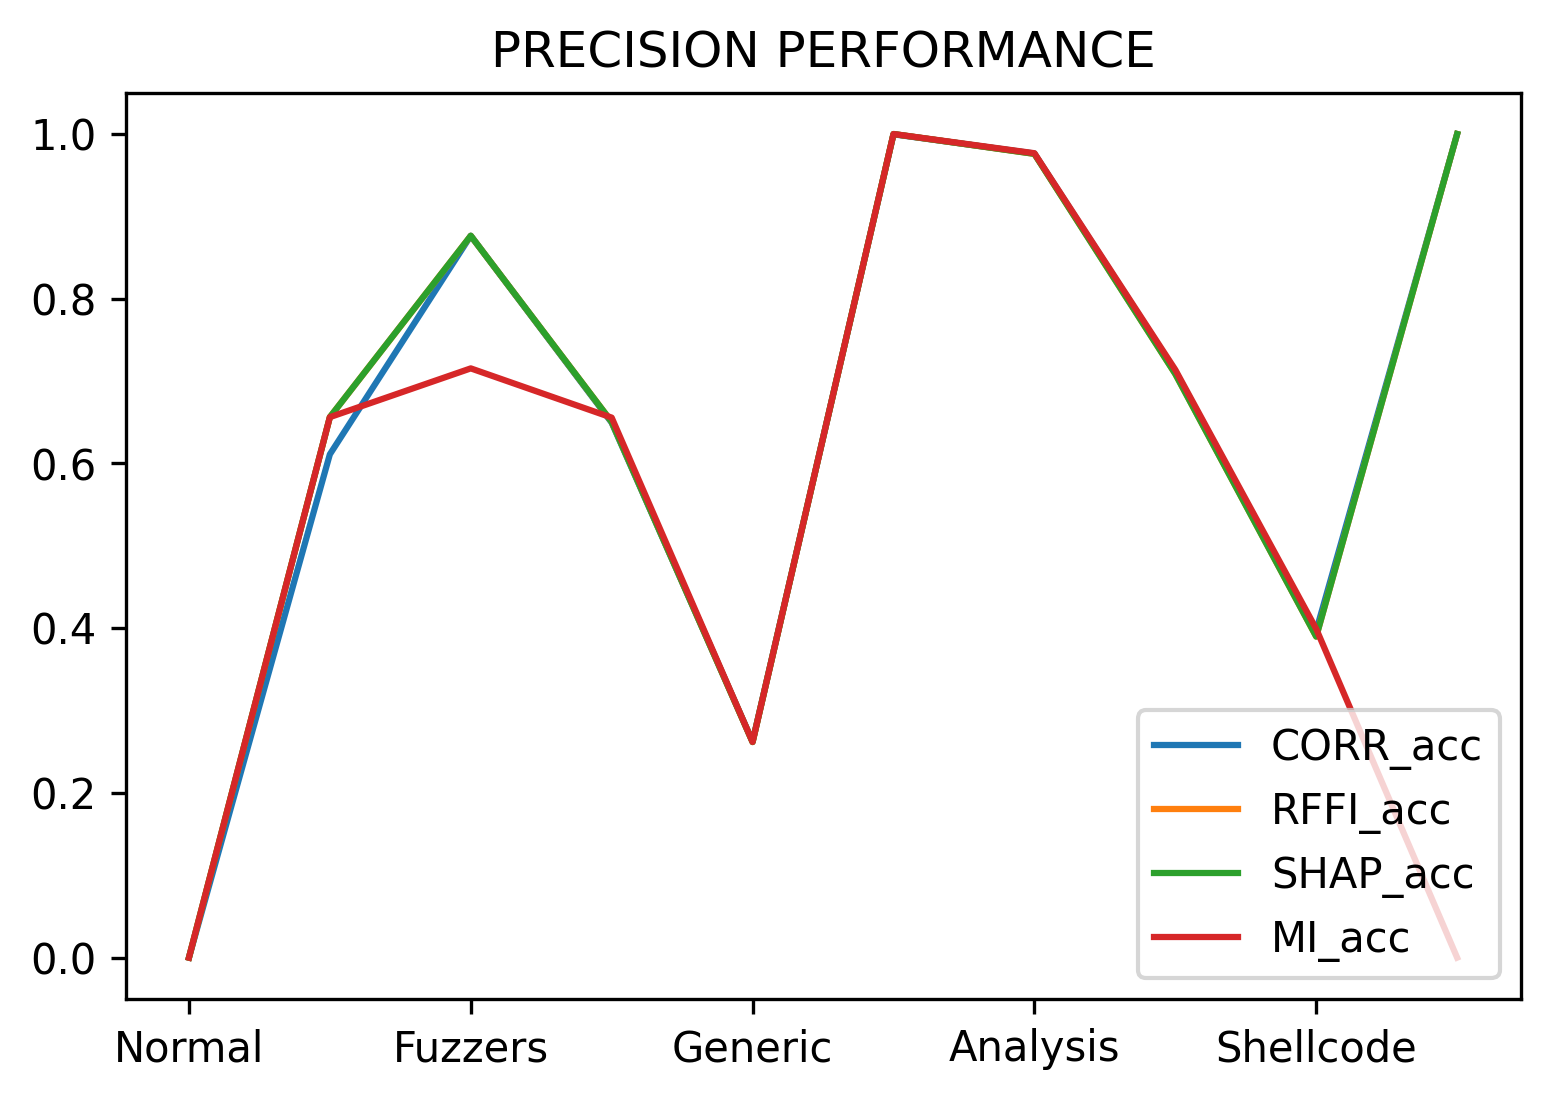 PRECISION PERFORMANCE
1.0
0.8
0.6
0.4
0.2
0.0
CORR_acc
RFFI_acc
SHAP_acc
MI_acc
Normal Fuzzers Generic Analysis Shellcode